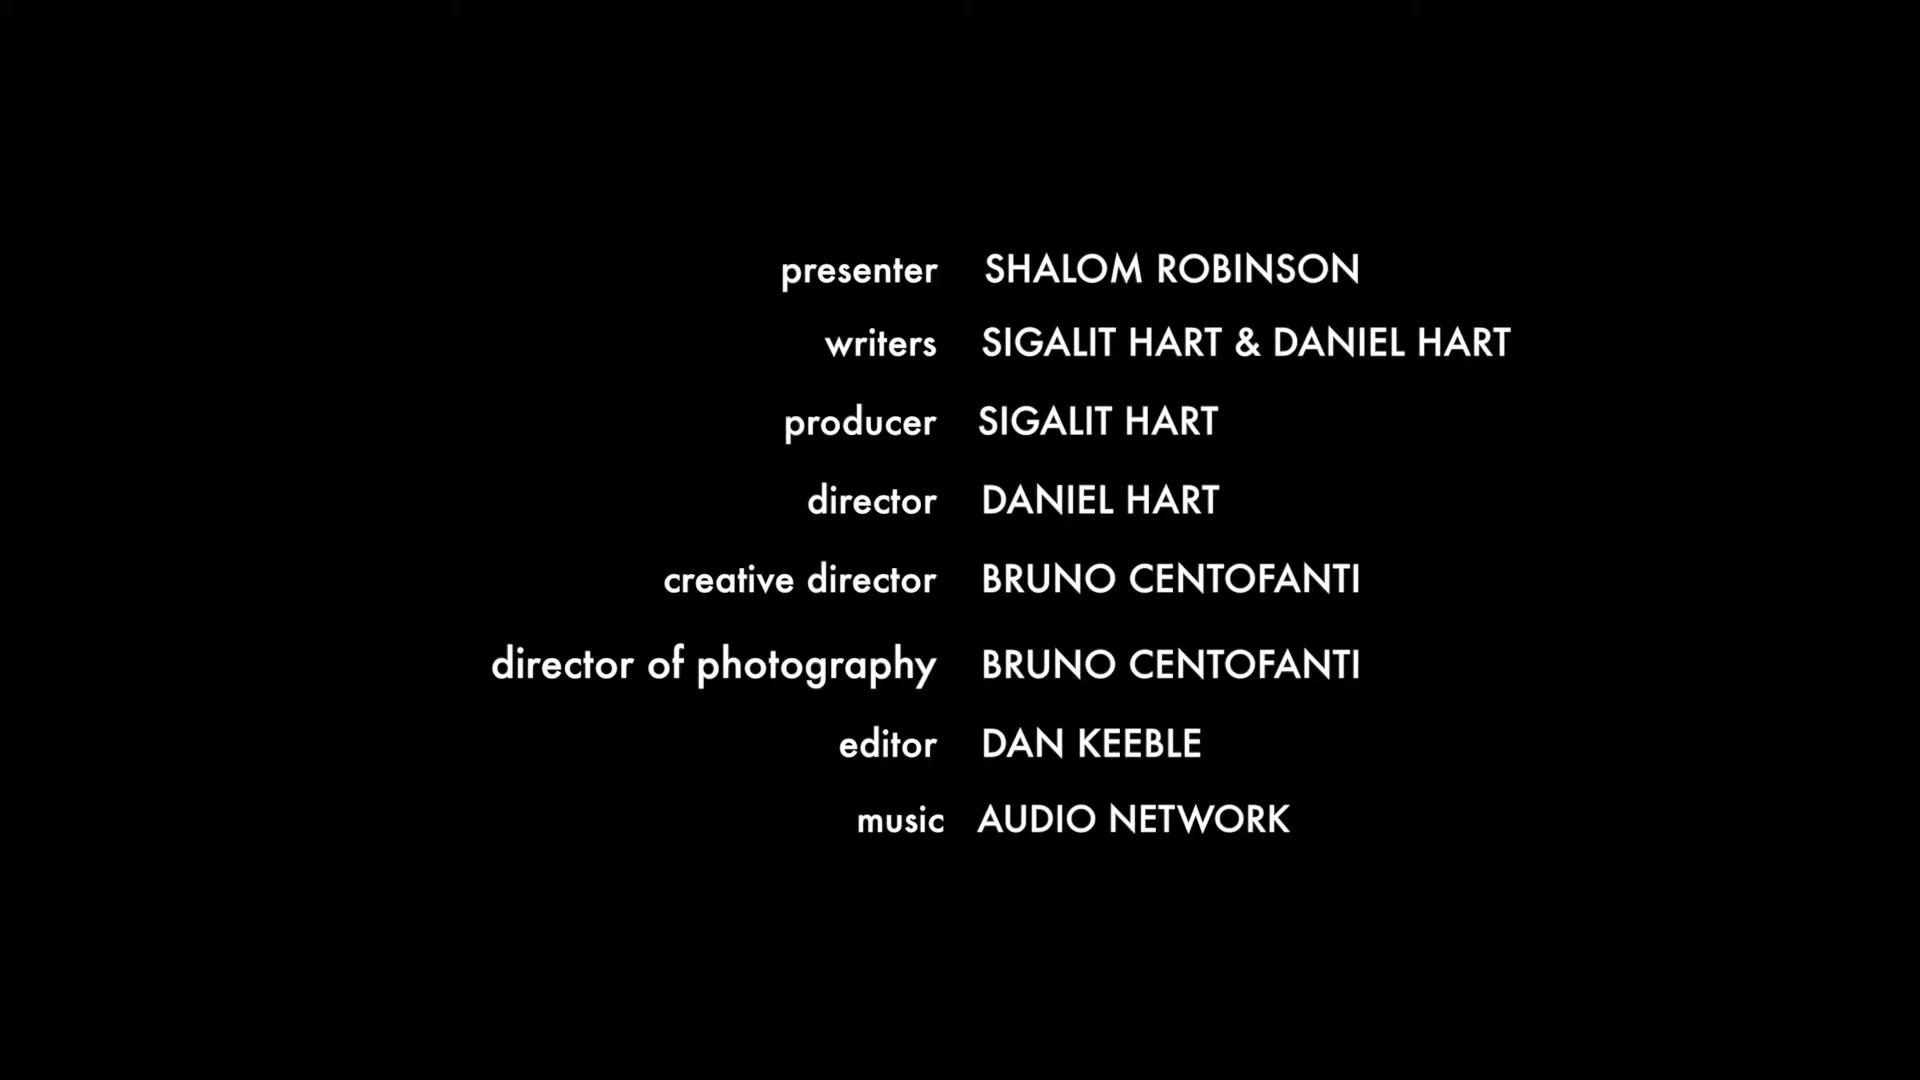 presenter SHALOM ROBINSON
writers SIGALIT HART & DANIEL HART
producer SIGALIT HART
director DANIEL HART
creative director BRUNO CENTOFANTI
director of photography BRUNO CENTOFANTI
editor DAN KEEBLE
music AUDIO NETWORK